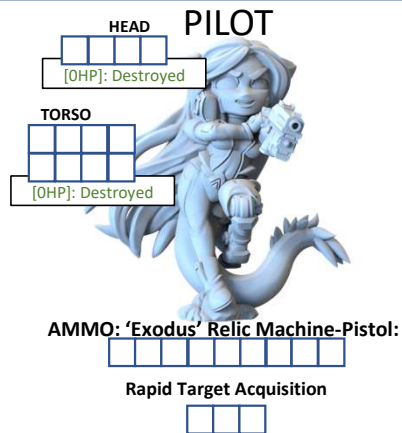 PILOT
HEAD
[0HP]: Destroyed
TORSO
[0HP]: Destroyed
AMMO: ‘Exodus’ Relic Machine-Pistol:
Rapid Target Acquisition